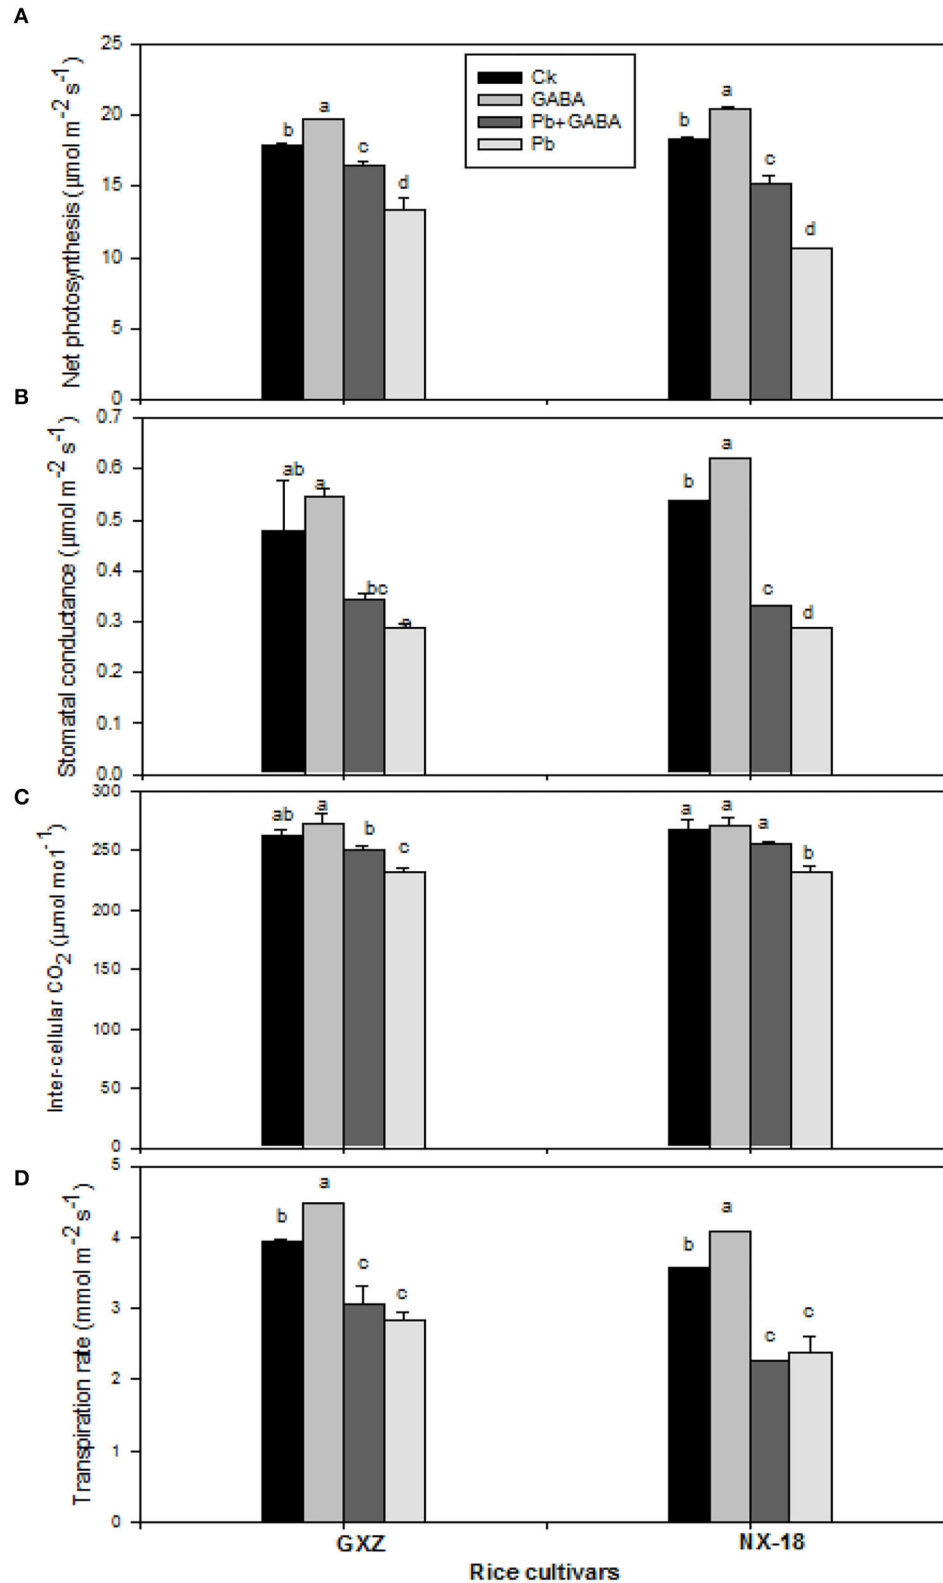 A
Net photosynthesis (µmol m⁻² s⁻¹)
25
20
15
10
5
0
Ck
GABA
Pb+GABA
Pb
b
a
c
d
b
a
c
d
B
Stomatal conductance (µmol m⁻² s⁻¹)
0.7
0.6
0.5
0.4
0.3
0.2
0.1
0.0
ab
a
bc
b
a
c
d
C
Inter-cellular CO₂ (µmol mo1⁻¹)
300
250
200
150
100
50
0
ab
a
b
c
a
a
a
b
D
Transpiration rate (mmol m⁻² s⁻¹)
5
4
3
2
1
0
b
a
c
c
b
a
c
c
GXZ
NX-18
Rice cultivars